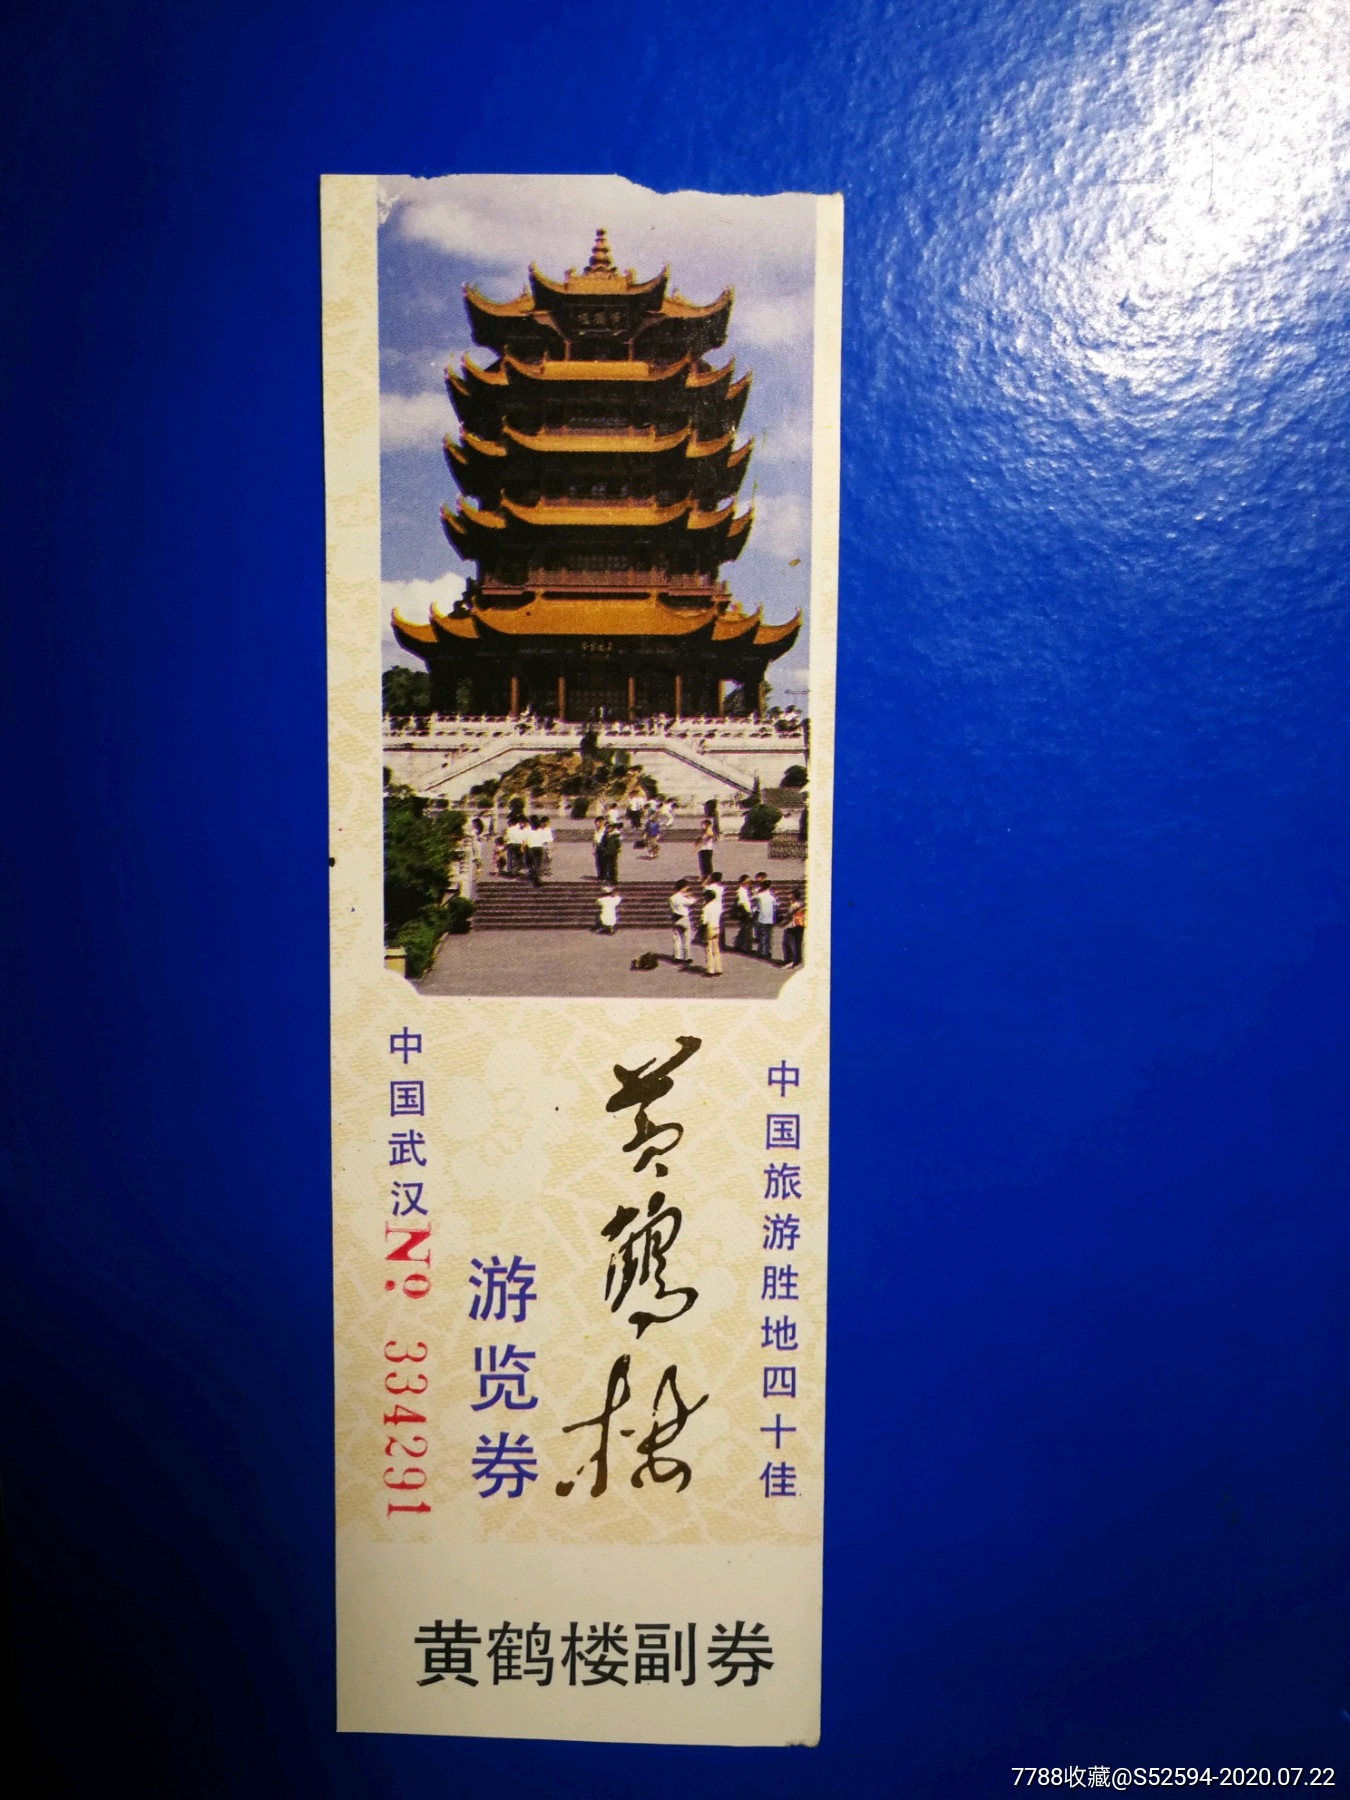 中国旅游胜地四十佳
黄鹤楼
游览券
中国武汉
№ 334291
黄鹤楼副券
7788收藏@S52594-2020.07.22